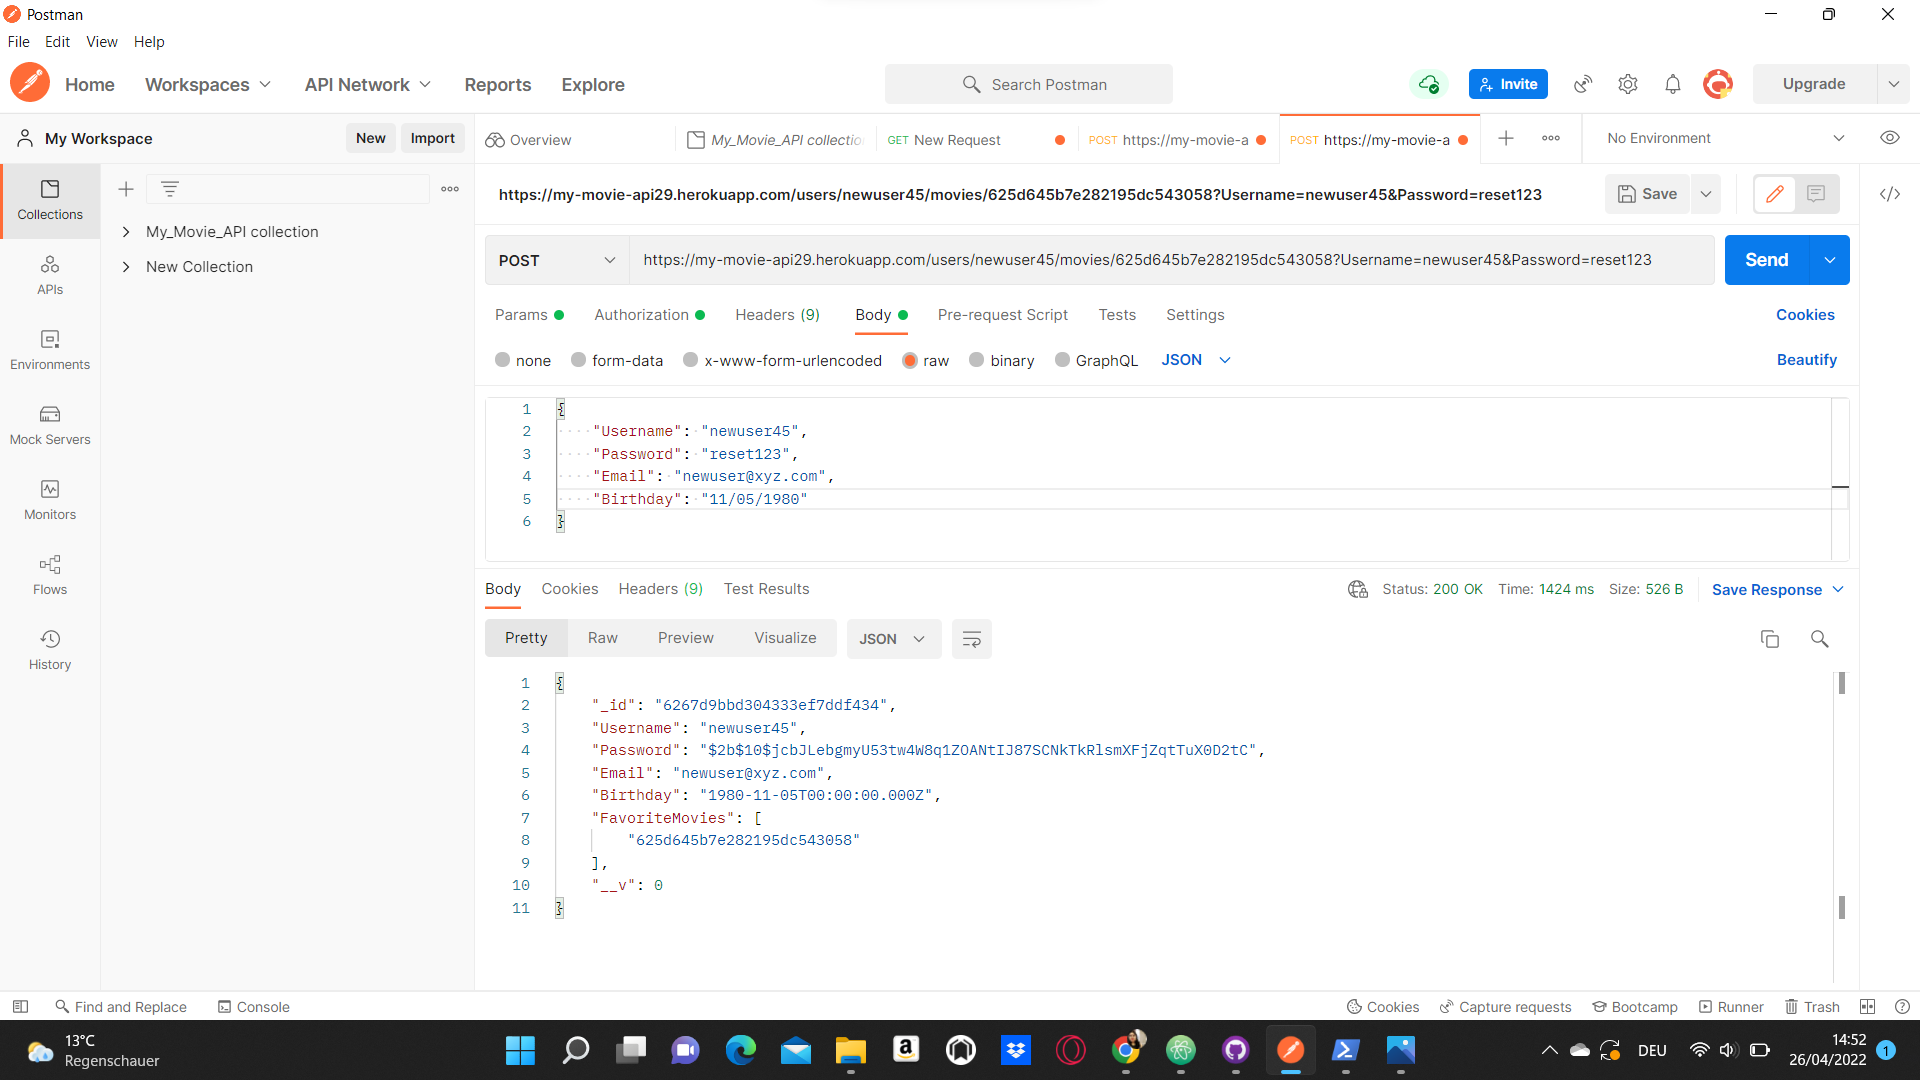 Postman
File Edit View Help
Home Workspaces API Network Reports Explore Search Postman Invite Upgrade
My Workspace New Import Overview My_Movie_API collectio GET New Request POST https://my-movie-a POST https://my-movie-a No Environment
Collections
APIs
Environments
Mock Servers
Monitors
Flows
History
My_Movie_API collection
New Collection
https://my-movie-api29.herokuapp.com/users/newuser45/movies/625d645b7e282195dc543058?Username=newuser45&Password=reset123 Save
POST https://my-movie-api29.herokuapp.com/users/newuser45/movies/625d645b7e282195dc543058?Username=newuser45&Password=reset123 Send
Params Authorization Headers (9) Body Pre-request Script Tests Settings Cookies
none form-data x-www-form-urlencoded raw binary GraphQL JSON Beautify
1 {
2 "Username": "newuser45",
3 "Password": "reset123",
4 "Email": "newuser@xyz.com",
5 "Birthday": "11/05/1980"
6 }
Body Cookies Headers (9) Test Results Status: 200 OK Time: 1424 ms Size: 526 B Save Response
Pretty Raw Preview Visualize JSON
1 {
2 "_id": "6267d9bbd304333ef7ddf434",
3 "Username": "newuser45",
4 "Password": "$2b$10$jcbJLebgmyU53tw4W8q1ZOANtIJ87SCNkTkRlsmXFjZqtTuX0D2tC",
5 "Email": "newuser@xyz.com",
6 "Birthday": "1980-11-05T00:00:00.000Z",
7 "FavoriteMovies": [
8 "625d645b7e282195dc543058"
9 ],
10 "__v": 0
11 }
Find and Replace Console Cookies Capture requests Bootcamp Runner Trash
13°C
Regenschauer
DEU
14:52
26/04/2022
1